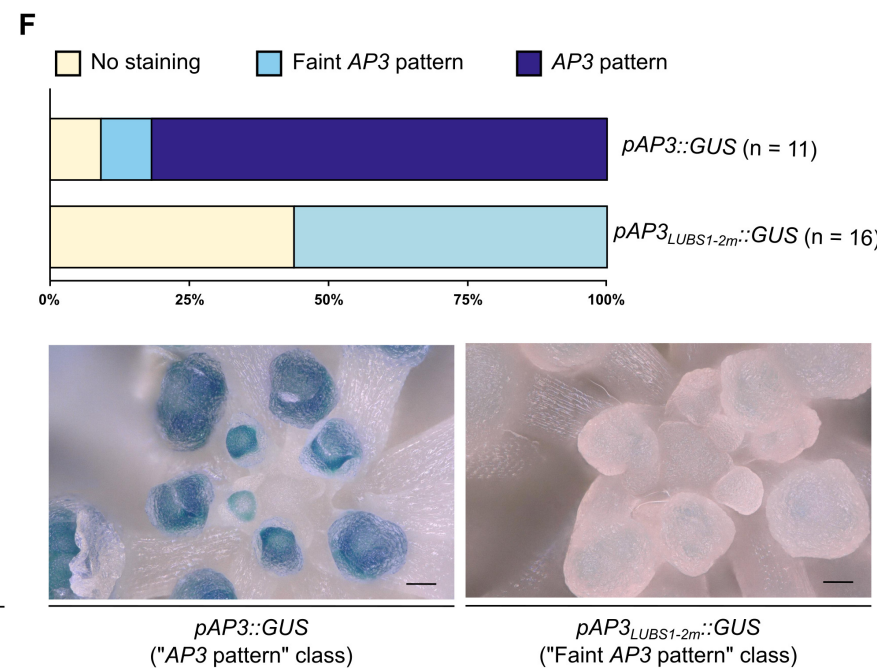 F
No staining Faint AP3 pattern AP3 pattern
pAP3::GUS (n = 11)
pAP3LUBS1-2m::GUS (n = 16)
0% 25% 50% 75% 100%
pAP3::GUS pAP3LUBS1-2m::GUS
("AP3 pattern" class) ("Faint AP3 pattern" class)